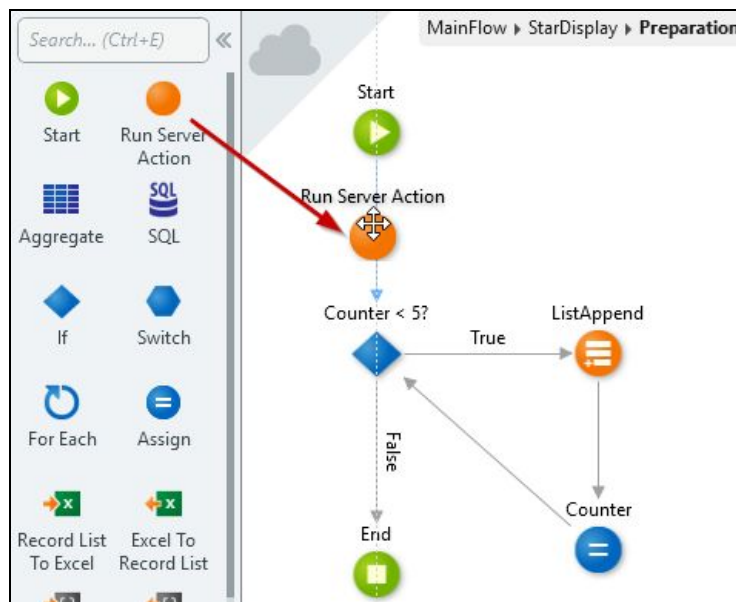 Search... (Ctrl+E)
MainFlow StarDisplay Preparation
Start
Run Server
Action
SQL
Aggregate
SQL
If
Switch
For Each
Assign
x
x
Record List
To Excel
Excel To
Record List
Start
Run Server Action
Counter < 5?
True
ListAppend
False
Counter
End